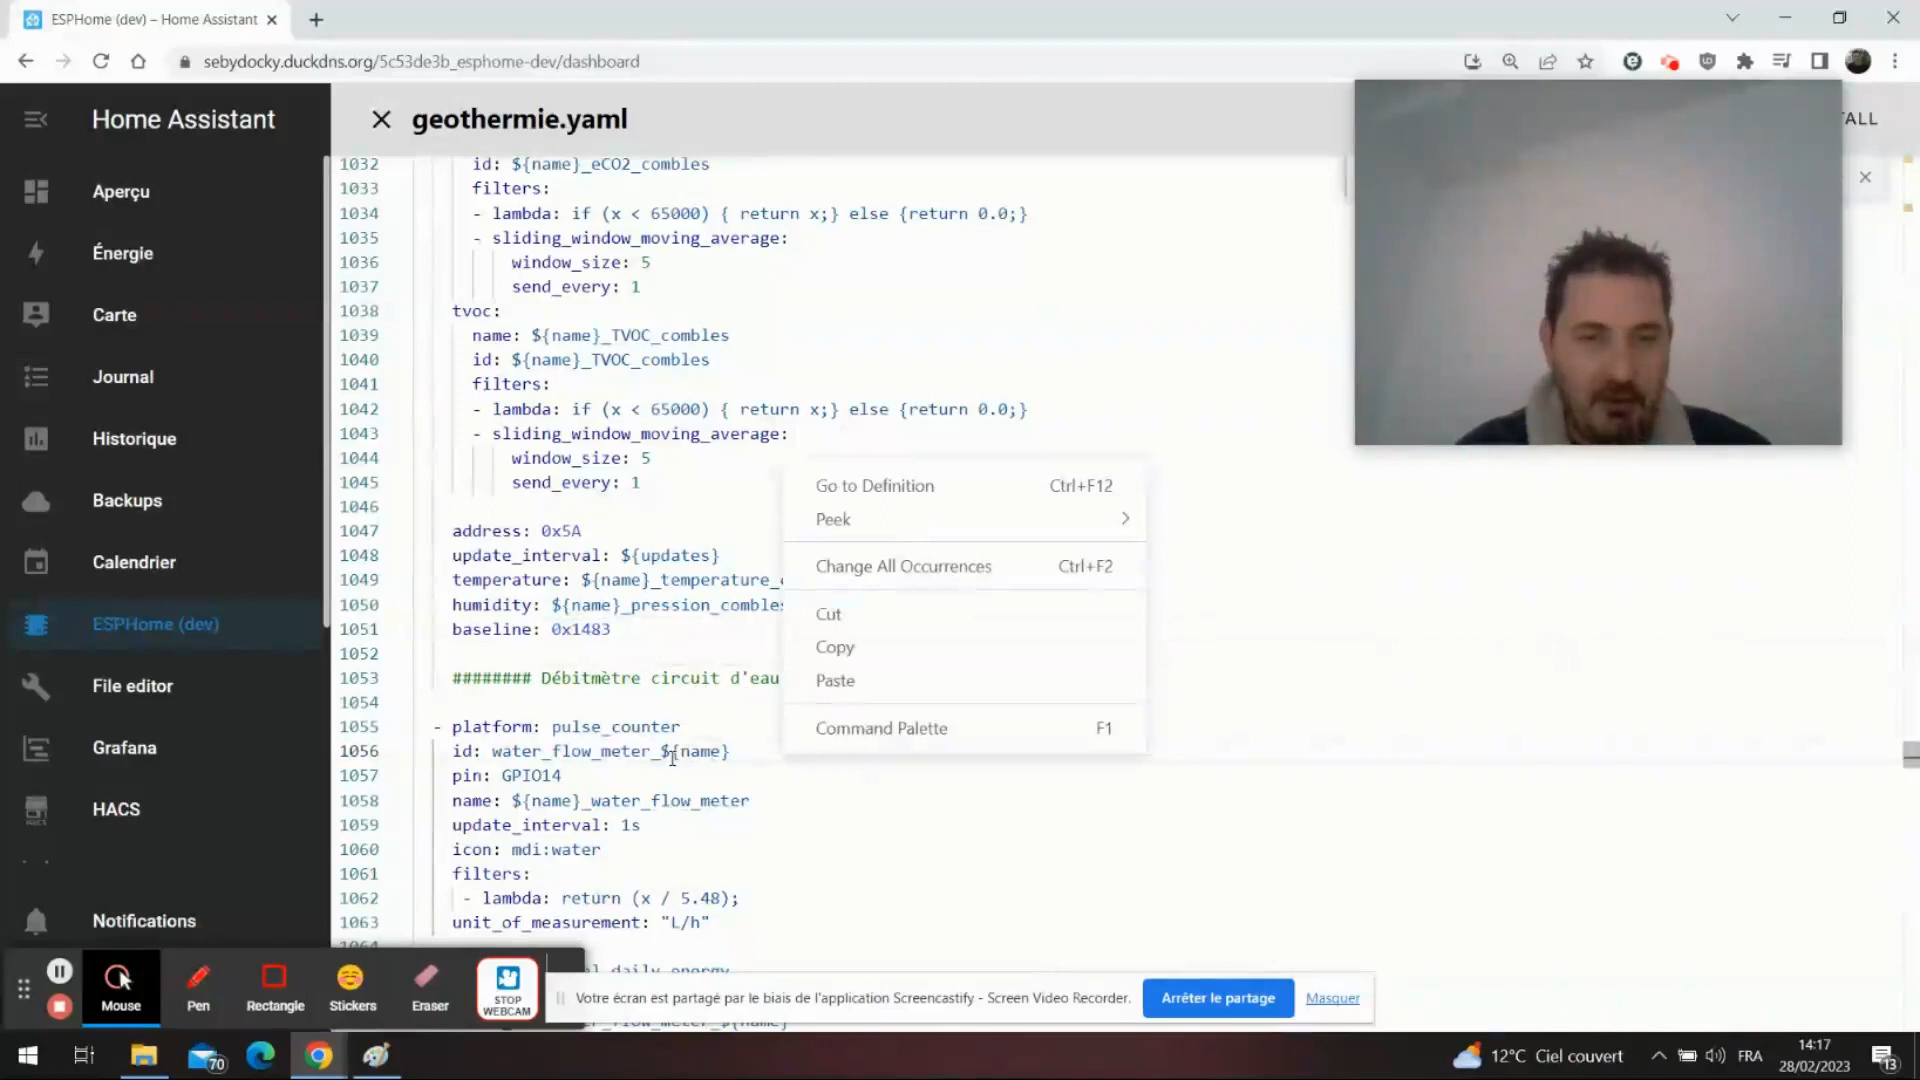 ESPHome (dev) – Home Assistant
sebydocky.duckdns.org/5c53de3b_esphome-dev/dashboard
Home Assistant
geothermie.yaml
TALL
Aperçu
Énergie
Carte
Journal
Historique
Backups
Calendrier
ESPHome (dev)
File editor
Grafana
HACS
Notifications
1032 id: ${name}_eCO2_combles
1033 filters:
1034 - lambda: if (x < 65000) { return x;} else {return 0.0;}
1035 - sliding_window_moving_average:
1036 window_size: 5
1037 send_every: 1
1038 tvoc:
1039 name: ${name}_TVOC_combles
1040 id: ${name}_TVOC_combles
1041 filters:
1042 - lambda: if (x < 65000) { return x;} else {return 0.0;}
1043 - sliding_window_moving_average:
1044 window_size: 5
1045 send_every: 1
1046
1047 address: 0x5A
1048 update_interval: ${updates}
1049 temperature: ${name}_temperature_c
1050 humidity: ${name}_pression_combles
1051 baseline: 0x1483
1052
1053 ######## Débitmètre circuit d'eau
1054
1055 - platform: pulse_counter
1056 id: water_flow_meter_${name}
1057 pin: GPIO14
1058 name: ${name}_water_flow_meter
1059 update_interval: 1s
1060 icon: mdi:water
1061 filters:
1062 - lambda: return (x / 5.48);
1063 unit_of_measurement: "L/h"
1064
Go to Definition Ctrl+F12
Peek
Change All Occurrences Ctrl+F2
Cut
Copy
Paste
Command Palette F1
Mouse
Pen
Rectangle
Stickers
Eraser
STOP
WEBCAM
Votre écran est partagé par le biais de l'application Screencastify - Screen Video Recorder.
Arrêter le partage
Masquer
70
12°C Ciel couvert
FRA
14:17
28/02/2023
13